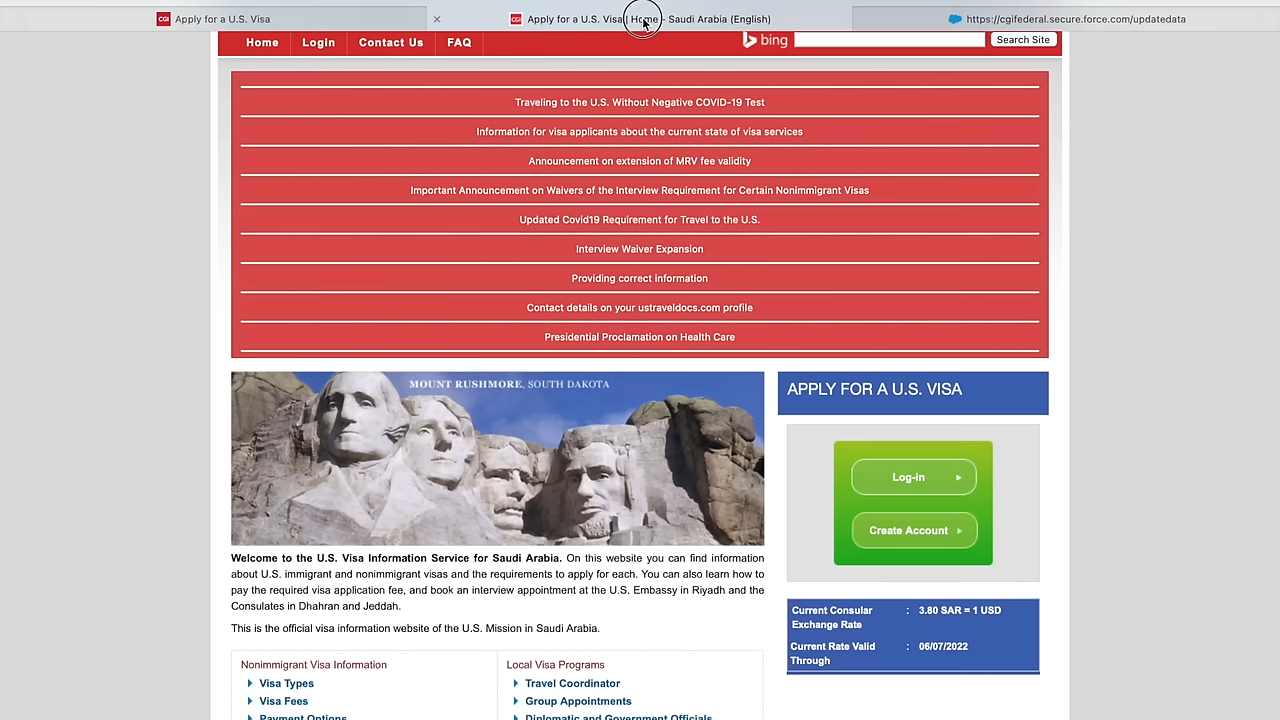 Apply for a U.S. Visa
Apply for a U.S. Visa | Home - Saudi Arabia (English)
https://cgifederal.secure.force.com/updatedata
Home
Login
Contact Us
FAQ
bing
Search Site
Traveling to the U.S. Without Negative COVID-19 Test
Information for visa applicants about the current state of visa services
Announcement on extension of MRV fee validity
Important Announcement on Waivers of the Interview Requirement for Certain Nonimmigrant Visas
Updated Covid19 Requirement for Travel to the U.S.
Interview Waiver Expansion
Providing correct information
Contact details on your ustraveldocs.com profile
Presidential Proclamation on Health Care
MOUNT RUSHMORE, SOUTH DAKOTA
Welcome to the U.S. Visa Information Service for Saudi Arabia. On this website you can find information
about U.S. immigrant and nonimmigrant visas and the requirements to apply for each. You can also learn how to
pay the required visa application fee, and book an interview appointment at the U.S. Embassy in Riyadh and the
Consulates in Dhahran and Jeddah.
This is the official visa information website of the U.S. Mission in Saudi Arabia.
Nonimmigrant Visa Information
Visa Types
Visa Fees
Payment Options
Local Visa Programs
Travel Coordinator
Group Appointments
Diplomatic and Government Officials
APPLY FOR A U.S. VISA
Log-in
Create Account
Current Consular : 3.80 SAR = 1 USD
Exchange Rate
Current Rate Valid : 06/07/2022
Through